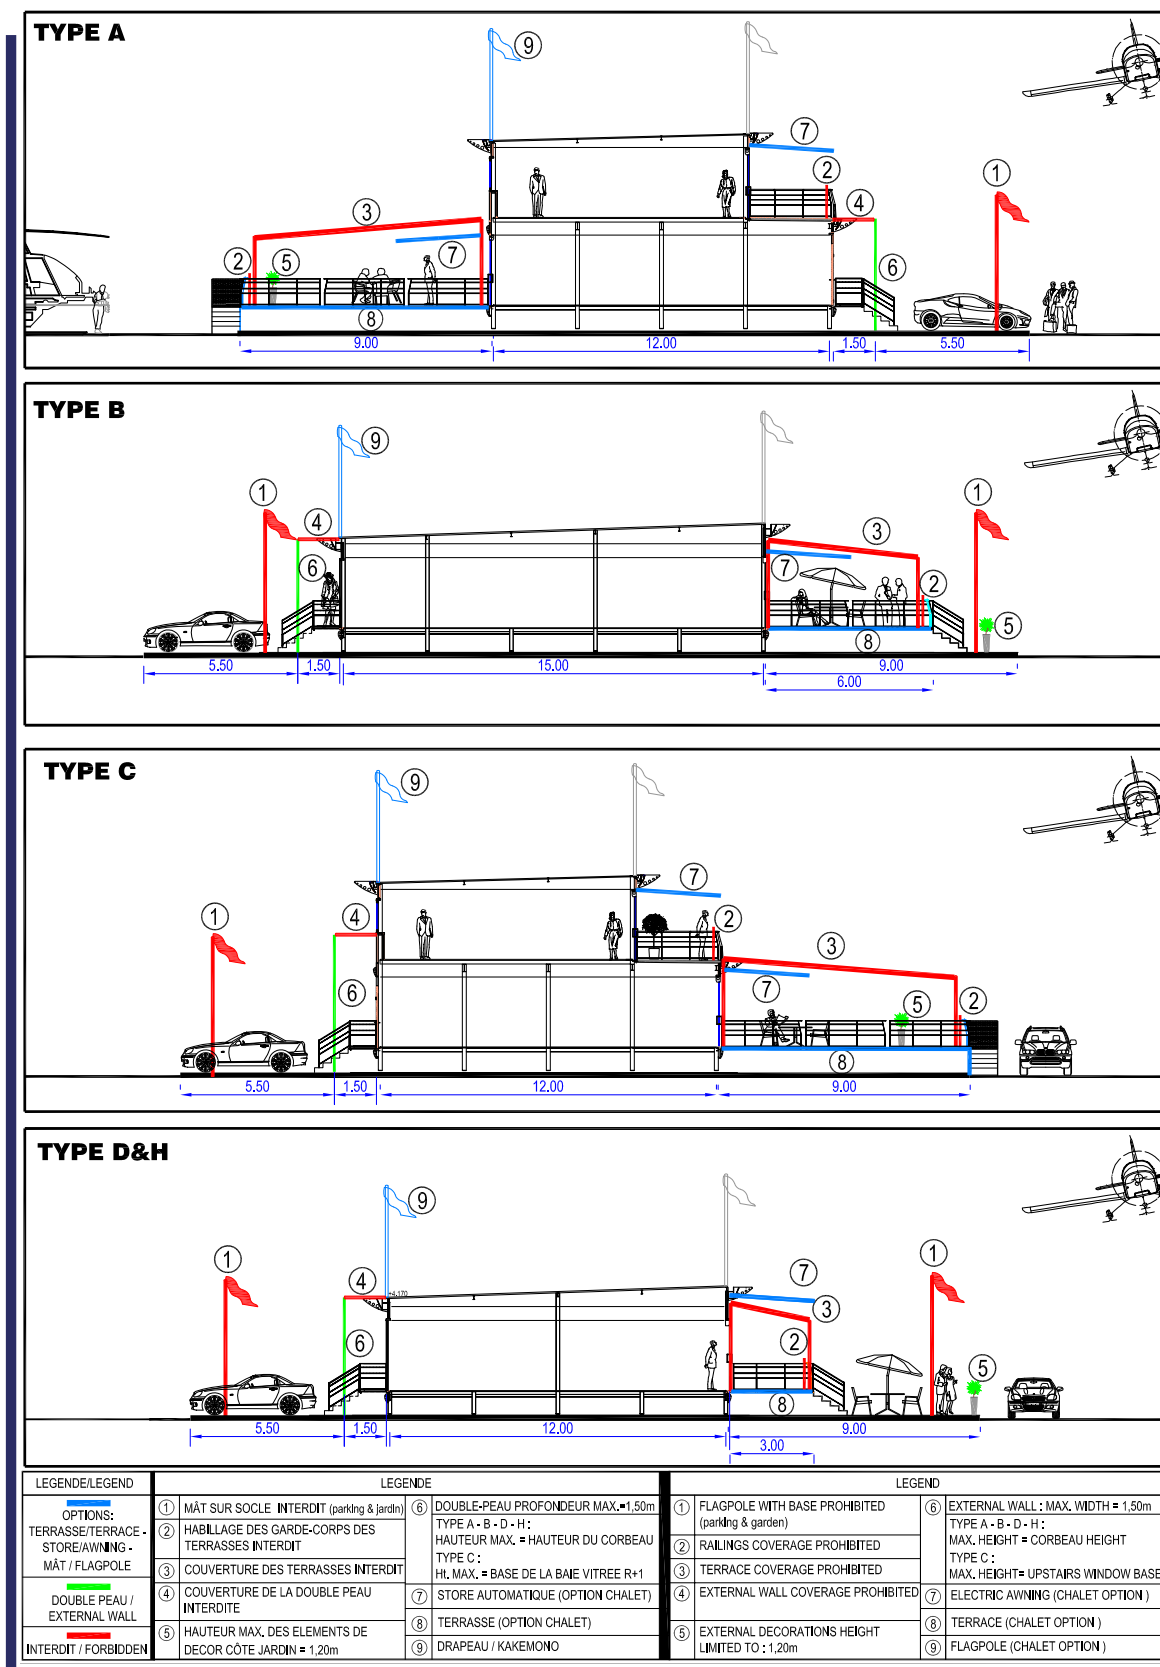 TYPE A
9
7
2
1
3
4
7
2
5
6
8
9.00
12.00
1.50
5.50
TYPE B
9
1
1
4
3
6
7
2
5
8
5.50
1.50
15.00
9.00
6.00
TYPE C
9
7
1
4
2
3
6
7
5
2
8
5.50
1.50
12.00
9.00
TYPE D&H
9
1
1
4
+4.170
7
3
6
2
5
8
5.50
1.50
12.00
9.00
3.00
LEGENDE/LEGEND
OPTIONS:
TERRASSE/TERRACE -
STORE/AWNING -
MÂT / FLAGPOLE
DOUBLE PEAU /
EXTERNAL WALL
INTERDIT / FORBIDDEN
LEGENDE
1 MÂT SUR SOCLE INTERDIT (parking & jardin)
2 HABILLAGE DES GARDE-CORPS DES
TERRASSES INTERDIT
3 COUVERTURE DES TERRASSES INTERDIT
4 COUVERTURE DE LA DOUBLE PEAU
INTERDITE
5 HAUTEUR MAX. DES ELEMENTS DE
DECOR CÔTE JARDIN = 1,20m
6 DOUBLE-PEAU PROFONDEUR MAX.=1,50m
TYPE A - B - D - H :
HAUTEUR MAX. = HAUTEUR DU CORBEAU
TYPE C :
Ht. MAX. = BASE DE LA BAIE VITREE R+1
7 STORE AUTOMATIQUE (OPTION CHALET)
8 TERRASSE (OPTION CHALET)
9 DRAPEAU / KAKEMONO
LEGEND
1 FLAGPOLE WITH BASE PROHIBITED
(parking & garden)
2 RAILINGS COVERAGE PROHIBITED
3 TERRACE COVERAGE PROHIBITED
4 EXTERNAL WALL COVERAGE PROHIBITED
5 EXTERNAL DECORATIONS HEIGHT
LIMITED TO : 1,20m
6 EXTERNAL WALL : MAX. WIDTH = 1,50m
TYPE A - B - D - H :
MAX. HEIGHT = CORBEAU HEIGHT
TYPE C :
MAX. HEIGHT= UPSTAIRS WINDOW BASE
7 ELECTRIC AWNING (CHALET OPTION )
8 TERRACE (CHALET OPTION )
9 FLAGPOLE (CHALET OPTION )